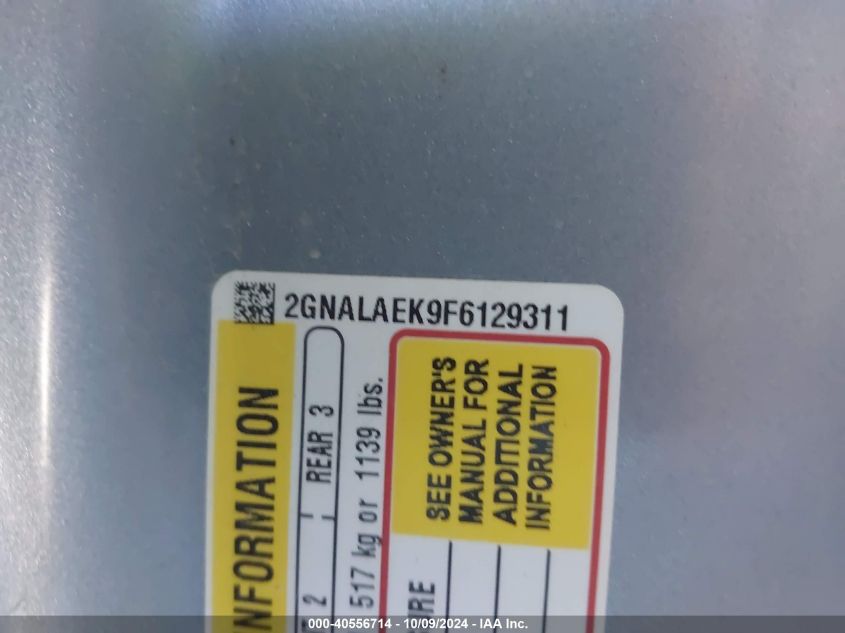 2GNALAEK9F6129311
INFORMATION
2 REAR 3
517 kg or 1139 lbs.
SEE OWNER'S
MANUAL FOR
ADDITIONAL
INFORMATION
000-40556714 - 10/09/2024 - IAA Inc.